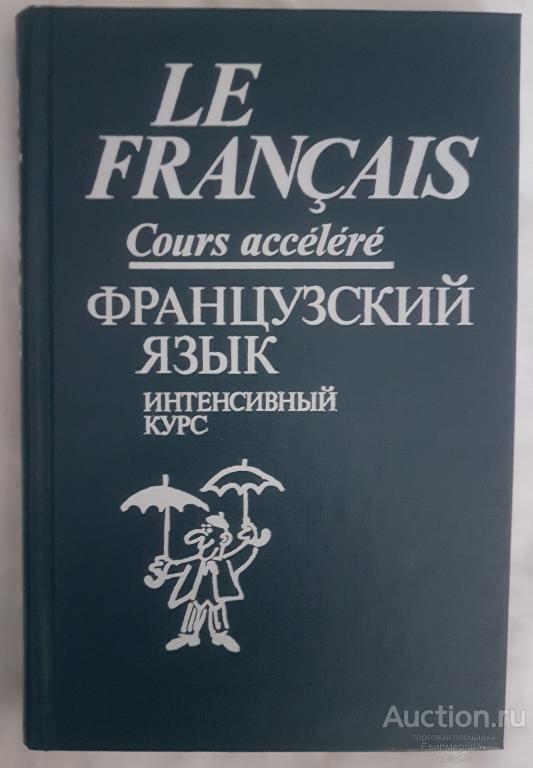 LE
FRANÇAIS
Cours accéléré
ФРАНЦУЗСКИЙ
ЯЗЫК
ИНТЕНСИВНЫЙ
КУРС
Auction.ru
торговая площадка